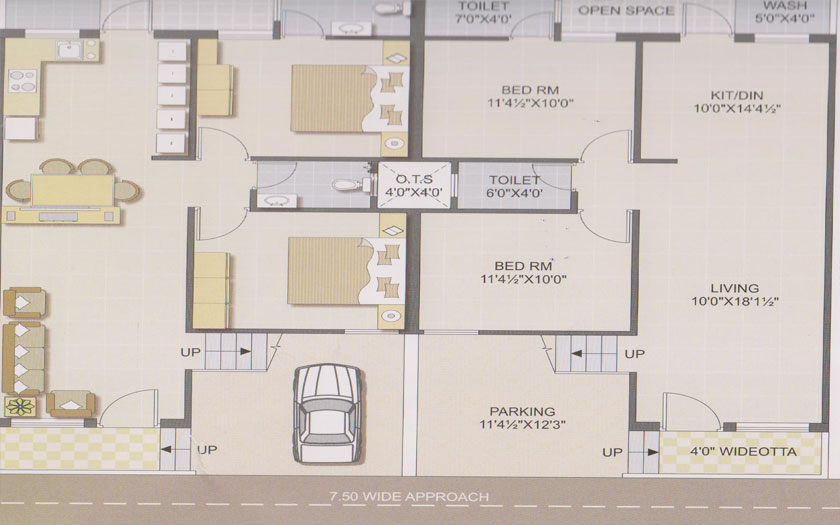 TOILET
7'0"X4'0'
OPEN SPACE
WASH
5'0"X4'0'
BED RM
11'4½"X10'0"
KIT/DIN
10'0"X14'4½"
O.T.S
4'0"X4'0'
TOILET
6'0"X4'0'
BED RM
11'4½"X10'0"
LIVING
10'0"X18'1½"
UP
UP
PARKING
11'4½"X12'3"
UP
UP
4'0" WIDEOTTA
7.50 WIDE APPROACH